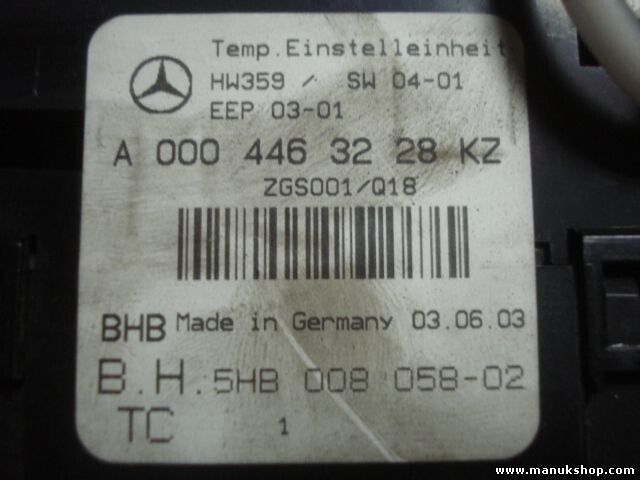 Temp.Einstelleinheit
HW359 / SW 04-01
EEP 03-01
A 000 446 32 28 KZ
ZGS001/Q18
BHB Made in Germany 03.06.03
B.H. 5HB 008 058-02
TC 1
www.manukshop.com